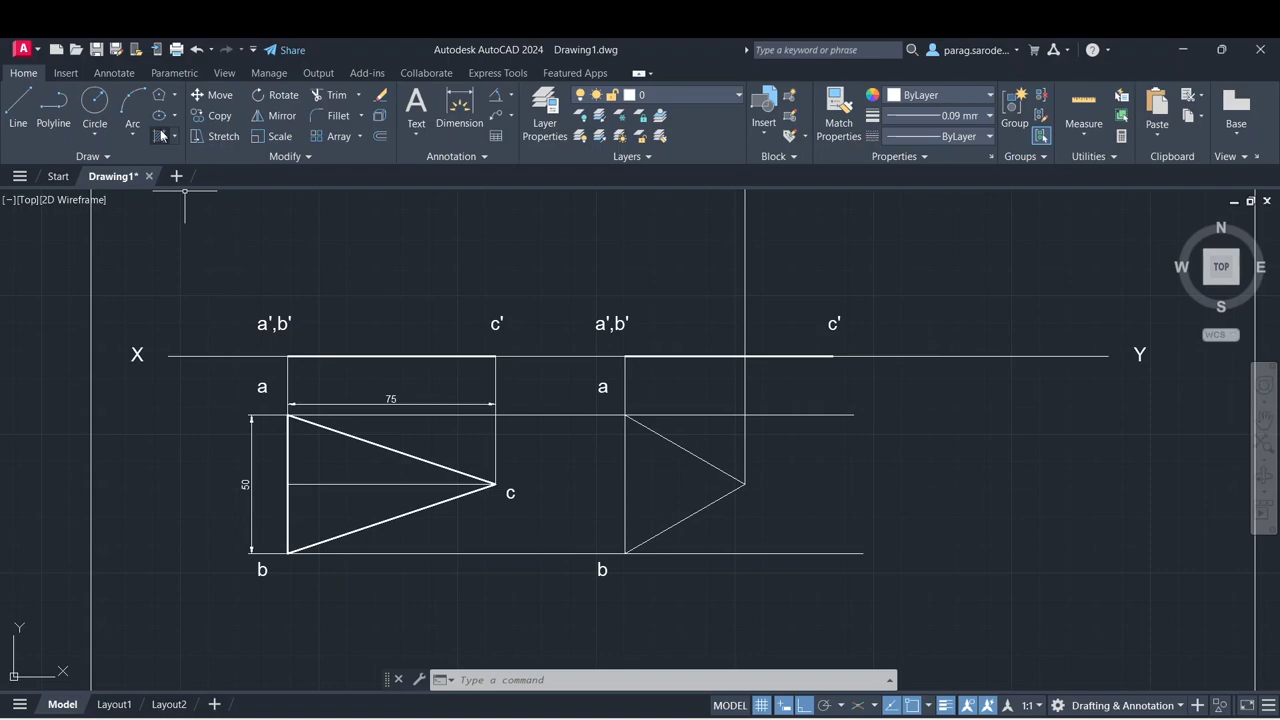 Share
Autodesk AutoCAD 2024 Drawing1.dwg
Type a keyword or phrase
parag.sarode...
Home Insert Annotate Parametric View Manage Output Add-ins Collaborate Express Tools Featured Apps
Line Polyline Circle Arc
Move Rotate Trim
Copy Mirror Fillet
Stretch Scale Array
Text Dimension
Layer Properties
0
Insert
Match Properties
ByLayer
0.09 mm
ByLayer
Group
Measure
Paste
Base
Draw Modify Annotation Layers Block Properties Groups Utilities Clipboard View
Start Drawing1*
[−][Top][2D Wireframe]
N
W TOP E
S
WCS
a',b' c' a',b' c'
X Y
a a
75
50
c
b b
Y
X
Type a command
Model Layout1 Layout2
MODEL
1:1
Drafting & Annotation